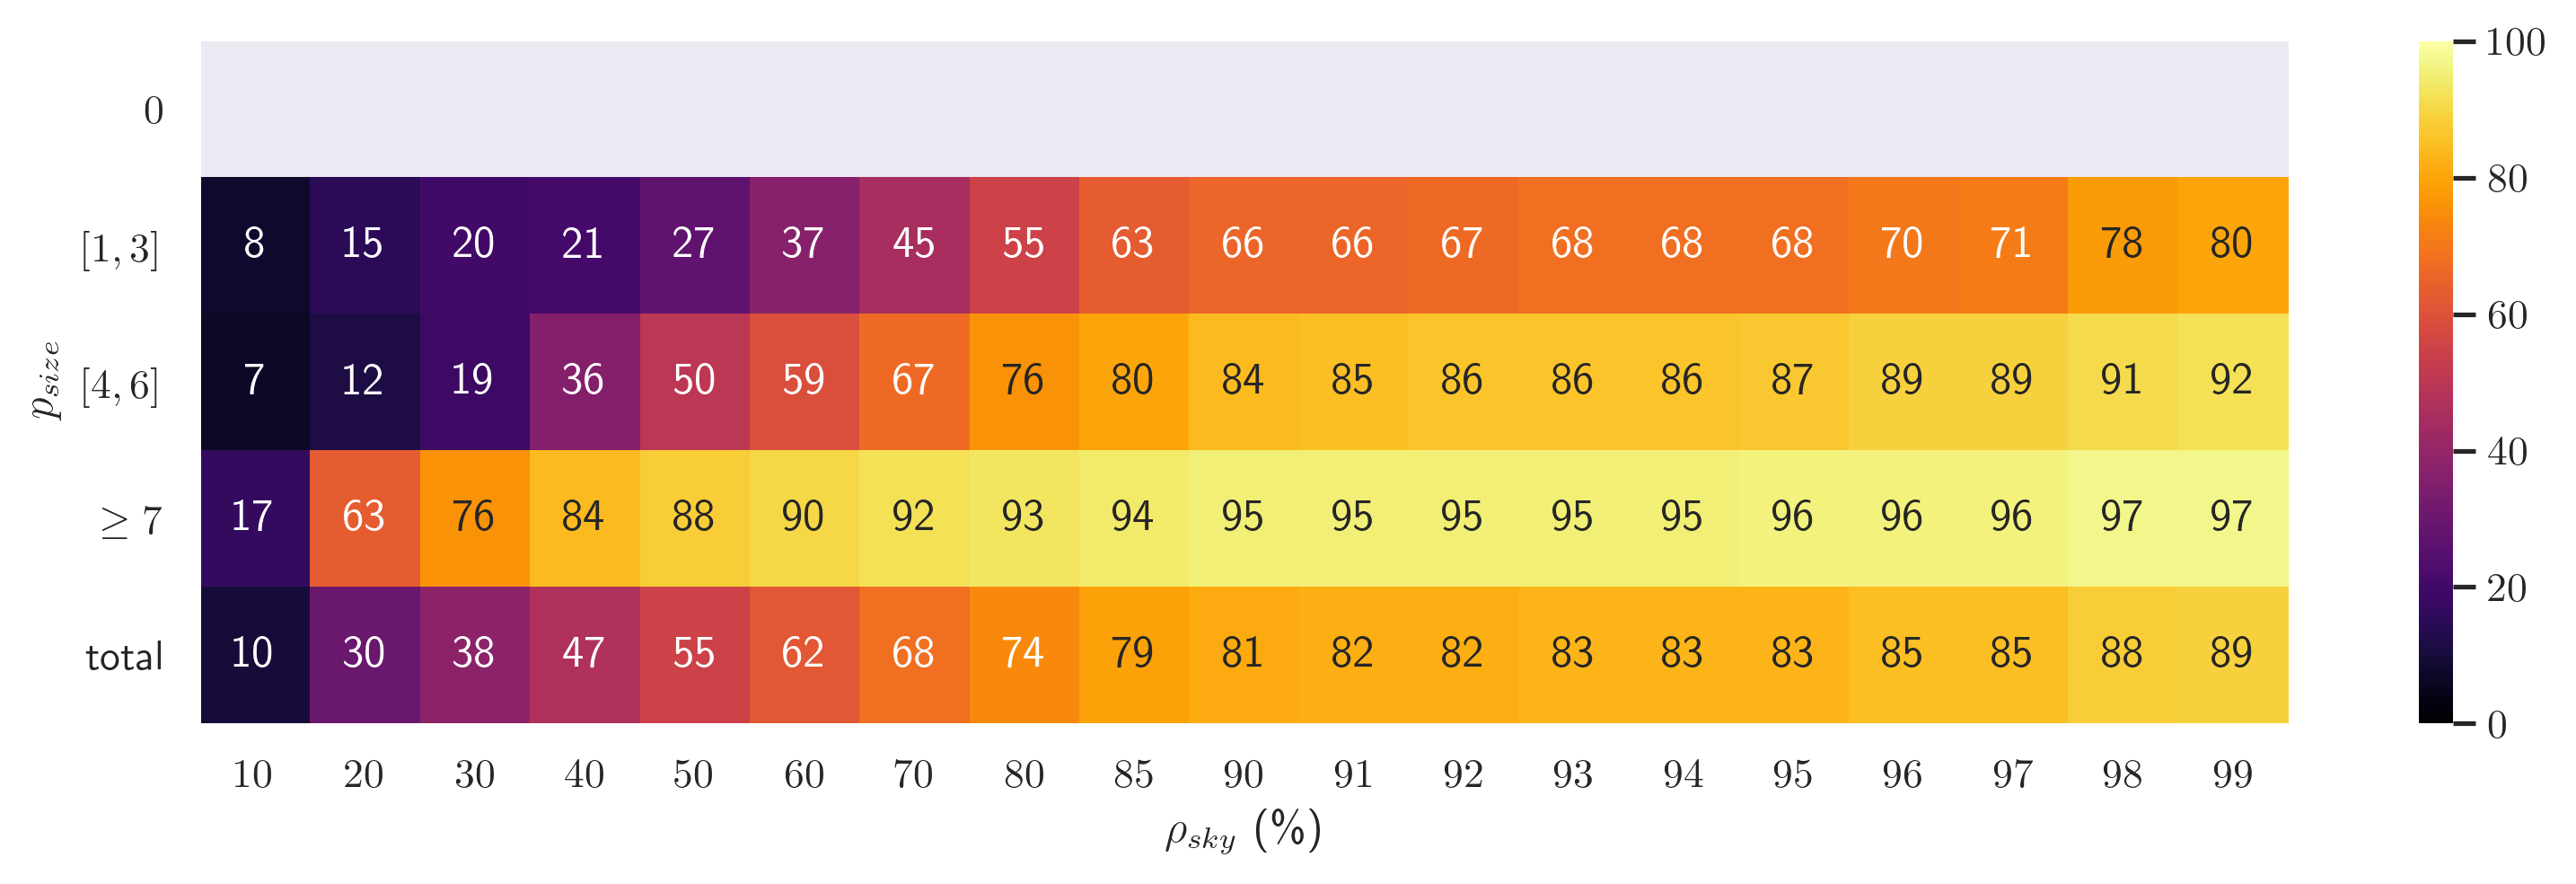 0
[1, 3] 8 15 20 21 27 37 45 55 63 66 66 67 68 68 68 70 71 78 80
[4, 6] 7 12 19 36 50 59 67 76 80 84 85 86 86 86 87 89 89 91 92
≥ 7 17 63 76 84 88 90 92 93 94 95 95 95 95 95 96 96 96 97 97
total 10 30 38 47 55 62 68 74 79 81 82 82 83 83 83 85 85 88 89
10 20 30 40 50 60 70 80 85 90 91 92 93 94 95 96 97 98 99
ρsky (%)
psize
100
80
60
40
20
0